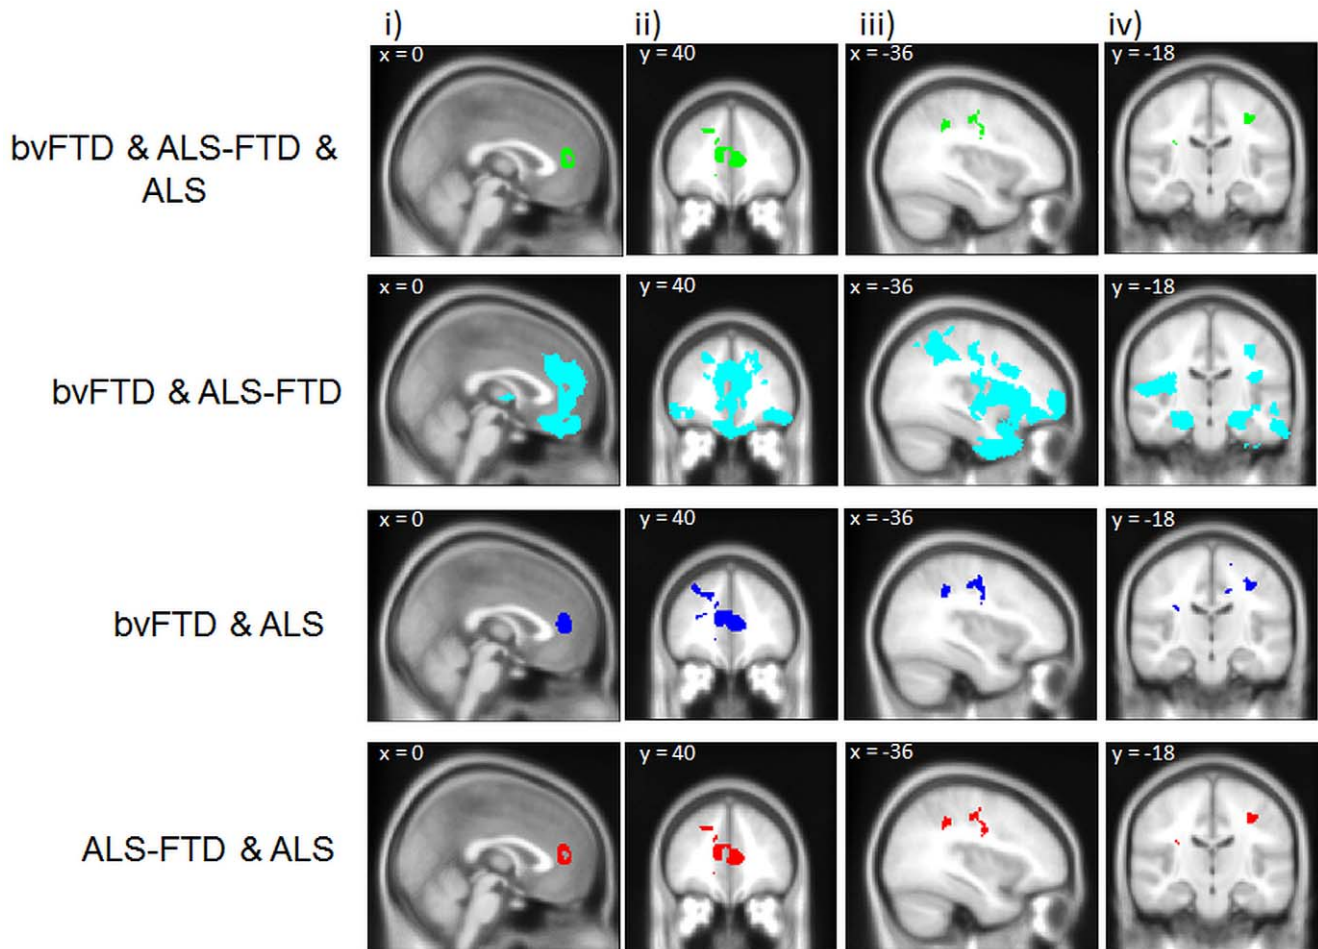 i) ii) iii) iv)
x = 0 y = 40 x = -36 y = -18
bvFTD & ALS-FTD &
ALS
x = 0 y = 40 x = -36 y = -18
bvFTD & ALS-FTD
x = 0 y = 40 x = -36 y = -18
bvFTD & ALS
x = 0 y = 40 x = -36 y = -18
ALS-FTD & ALS